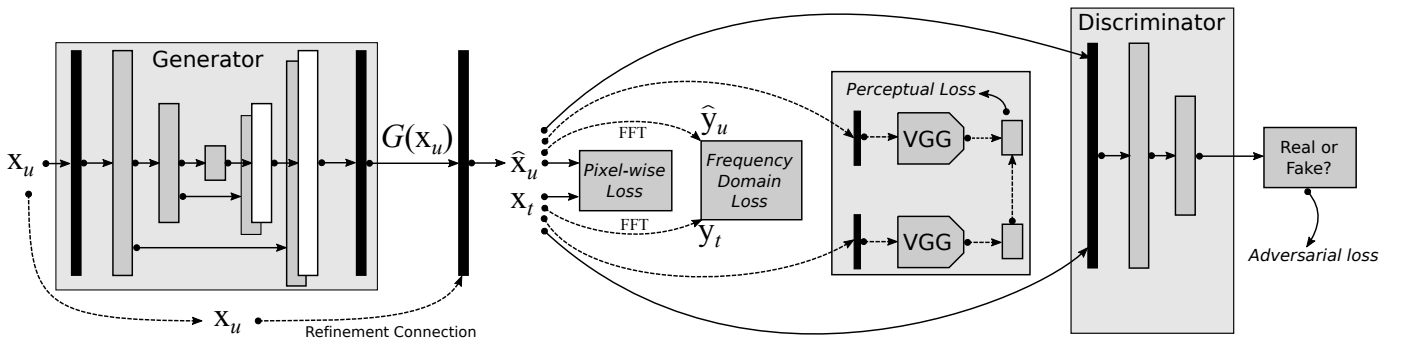 Generator
x_u
G(x_u)
x_u
Refinement Connection
x̂_u
x_t
FFT
ŷ_u
Pixel-wise
Loss
Frequency
Domain
Loss
FFT
y_t
Perceptual Loss
VGG
VGG
Discriminator
Real or
Fake?
Adversarial loss